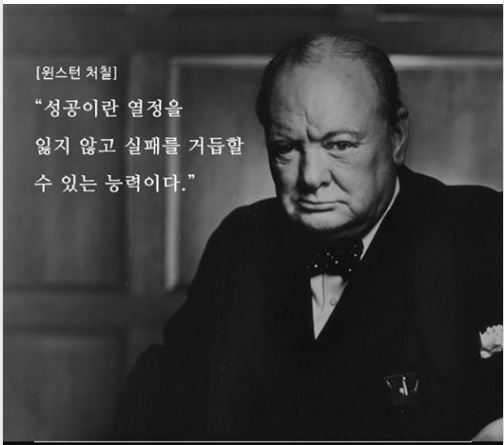 [윈스턴 처칠]
“성공이란 열정을
잃지 않고 실패를 거듭할
수 있는 능력이다.”